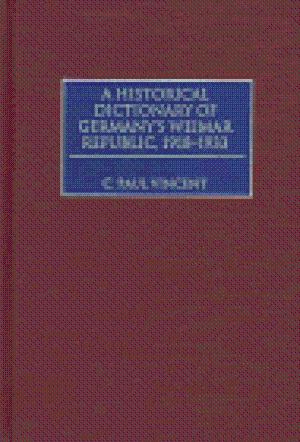 A HISTORICAL
DICTIONARY OF
GERMANY'S WEIMAR
REPUBLIC, 1918-1933
C. PAUL VINCENT